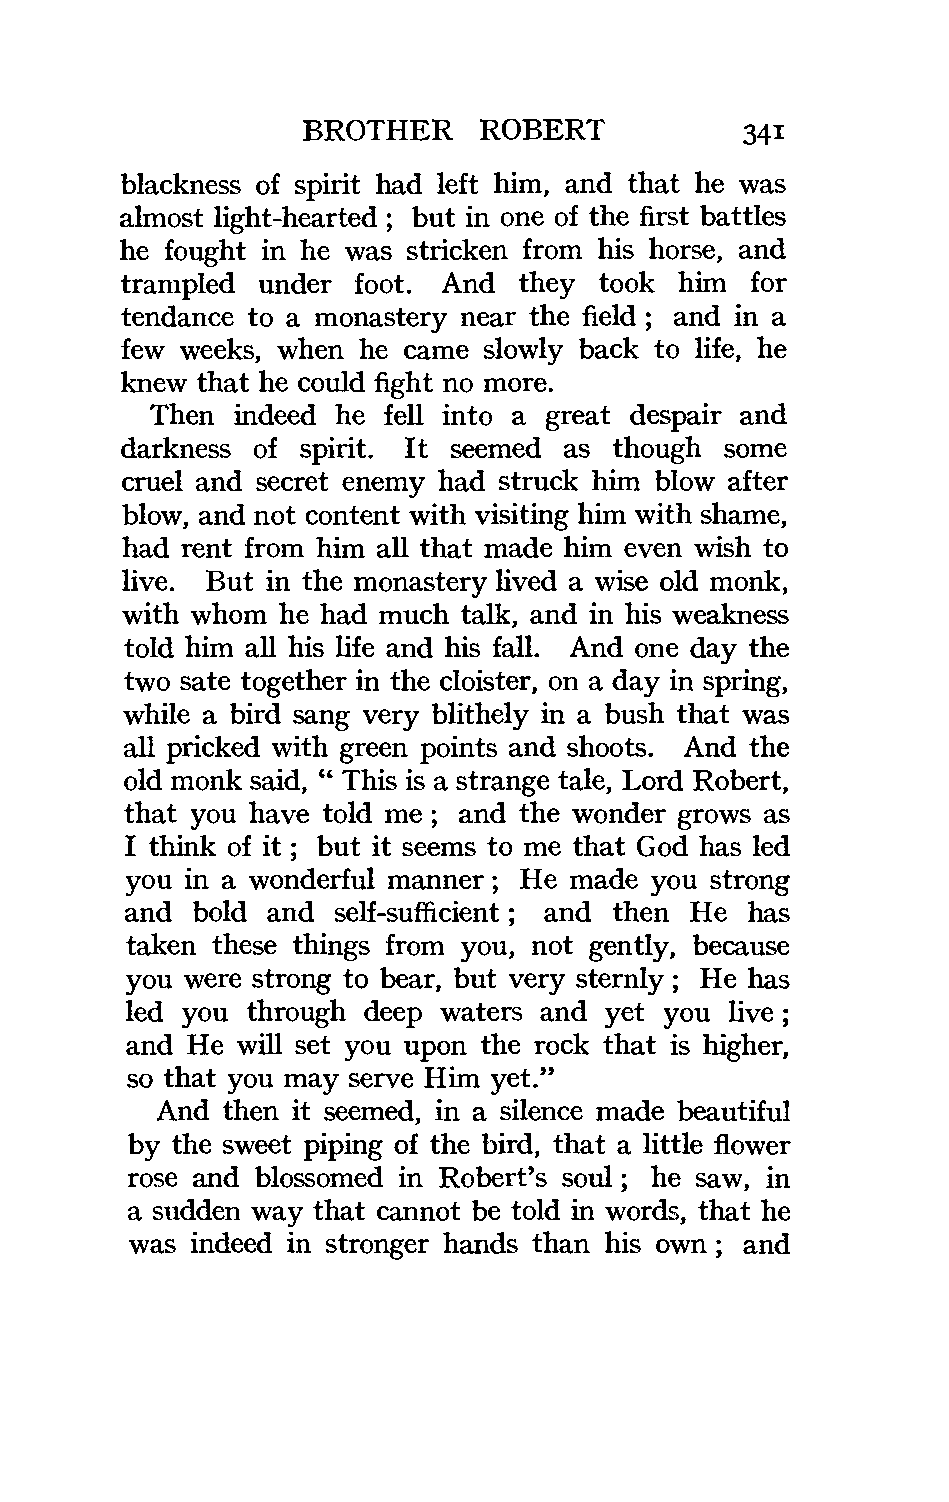 BROTHER ROBERT 341
blackness of spirit had left him, and that he was
almost light-hearted ; but in one of the first battles
he fought in he was stricken from his horse, and
trampled under foot. And they took him for
tendance to a monastery near the field ; and in a
few weeks, when he came slowly back to life, he
knew that he could fight no more.
Then indeed he fell into a great despair and
darkness of spirit. It seemed as though some
cruel and secret enemy had struck him blow after
blow, and not content with visiting him with shame,
had rent from him all that made him even wish to
live. But in the monastery lived a wise old monk,
with whom he had much talk, and in his weakness
told him all his life and his fall. And one day the
two sate together in the cloister, on a day in spring,
while a bird sang very blithely in a bush that was
all pricked with green points and shoots. And the
old monk said, “ This is a strange tale, Lord Robert,
that you have told me ; and the wonder grows as
I think of it ; but it seems to me that God has led
you in a wonderful manner ; He made you strong
and bold and self-sufficient ; and then He has
taken these things from you, not gently, because
you were strong to bear, but very sternly ; He has
led you through deep waters and yet you live ;
and He will set you upon the rock that is higher,
so that you may serve Him yet.”
And then it seemed, in a silence made beautiful
by the sweet piping of the bird, that a little flower
rose and blossomed in Robert’s soul ; he saw, in
a sudden way that cannot be told in words, that he
was indeed in stronger hands than his own ; and